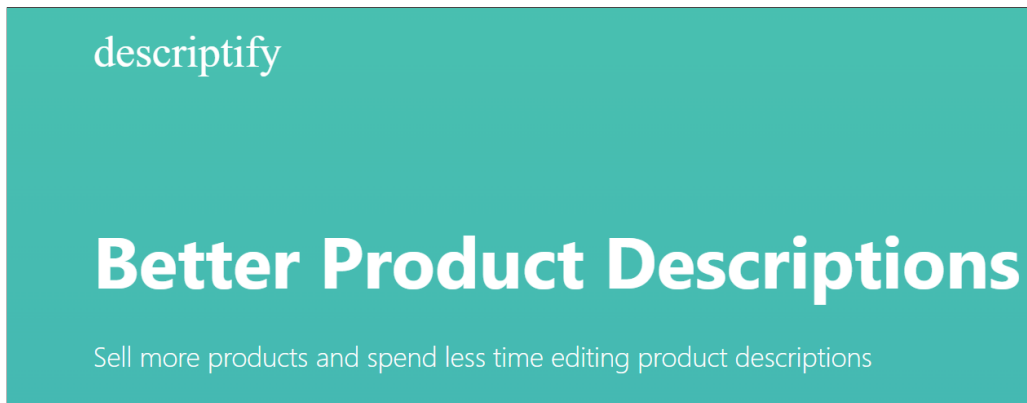 descriptify
Better Product Descriptions
Sell more products and spend less time editing product descriptions